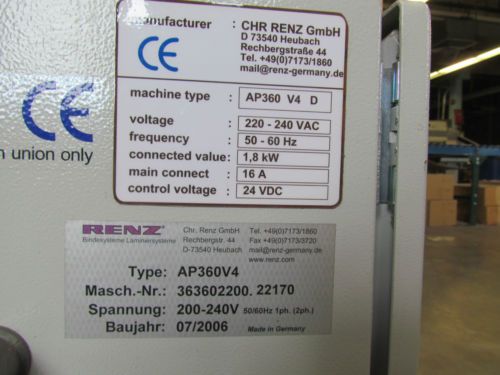 manufacturer : CHR RENZ GmbH
D 73540 Heubach
Rechbergstraße 44
Tel. +49(0)7173/1860
mail@renz-germany.de
CE
machine type : AP360 V4 D
voltage : 220 - 240 VAC
frequency : 50 - 60 Hz
connected value: 1,8 kW
main connect : 16 A
control voltage : 24 VDC
CE
union only
RENZ
Bindesysteme Laminiersysteme
Chr. Renz GmbH
Rechbergstr. 44
D-73540 Heubach
Tel. +49(0)7173/1860
Fax +49(0)7173/3720
mail@renz-germany.de
www.renz.com
Type: AP360V4
Masch.-Nr.: 363602200. 22170
Spannung: 200-240V 50/60Hz 1ph. (2ph.)
Baujahr: 07/2006 Made in Germany